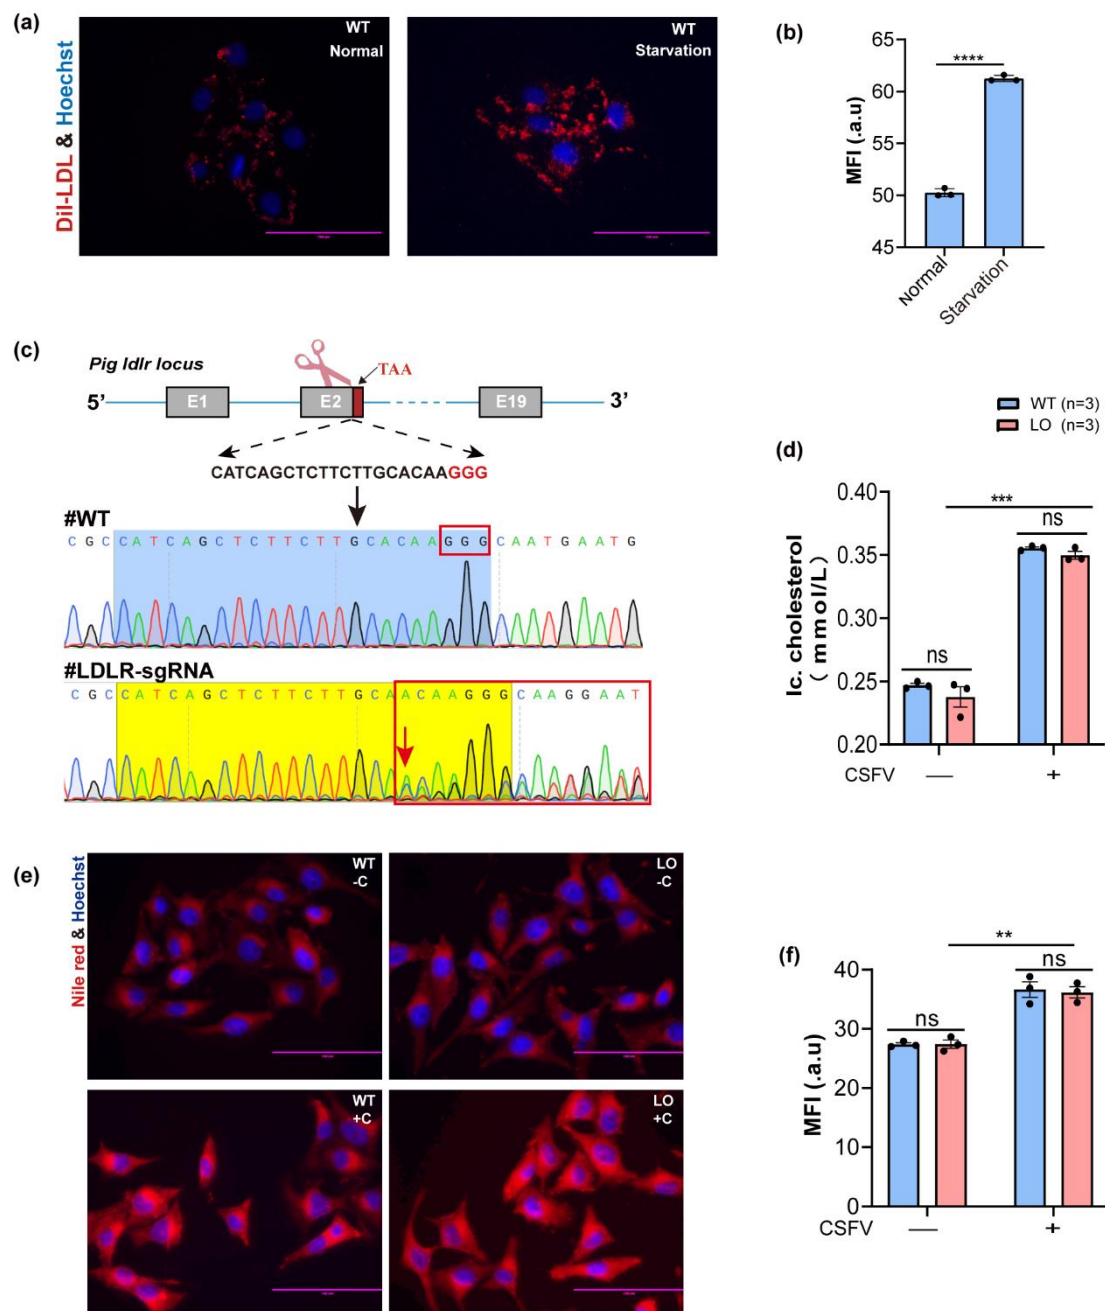 (a)
Dil-LDL & Hoechst
WT
Normal
WT
Starvation
(b)
MFI (.a.u)
65
60
55
50
45
****
Normal
Starvation
(c)
Pig ldlr locus
TAA
5’
E1
E2
E19
3’
CATCAGCTCTTCTTGCACAAGGG
#WT
C G C C A T C A G C T C T T C T T G C A C A A G G G C A A T G A A T G
#LDLR-sgRNA
C G C C A T C A G C T C T T C T T G C A A C A A G G G C A A G G A A T
WT (n=3)
LO (n=3)
(d)
Ic. cholesterol
( mmol/L)
0.40
0.35
0.30
0.25
0.20
***
ns
ns
CSFV
—
+
(e)
Nile red & Hoechst
WT
-C
LO
-C
WT
+C
LO
+C
(f)
MFI (.a.u)
40
30
20
10
0
**
ns
ns
CSFV
—
+